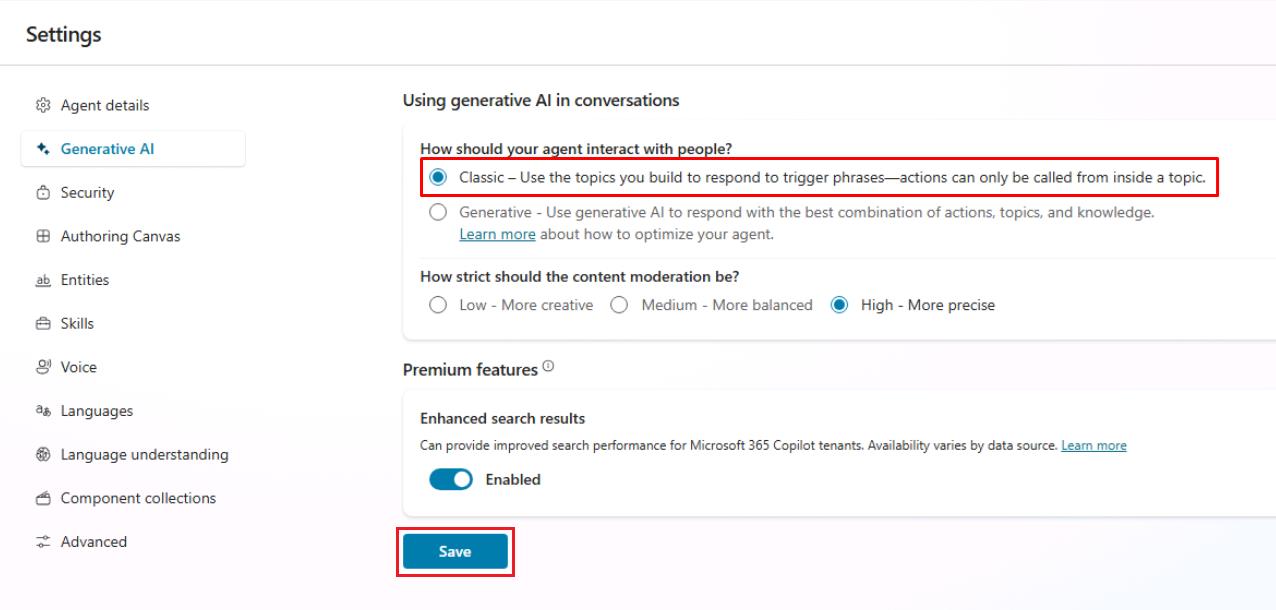 Settings
Agent details
Generative AI
Security
Authoring Canvas
Entities
Skills
Voice
Languages
Language understanding
Component collections
Advanced
Using generative AI in conversations
How should your agent interact with people?
Classic – Use the topics you build to respond to trigger phrases—actions can only be called from inside a topic.
Generative - Use generative AI to respond with the best combination of actions, topics, and knowledge.
Learn more about how to optimize your agent.
How strict should the content moderation be?
Low - More creative Medium - More balanced High - More precise
Premium features
Enhanced search results
Can provide improved search performance for Microsoft 365 Copilot tenants. Availability varies by data source. Learn more
Enabled
Save